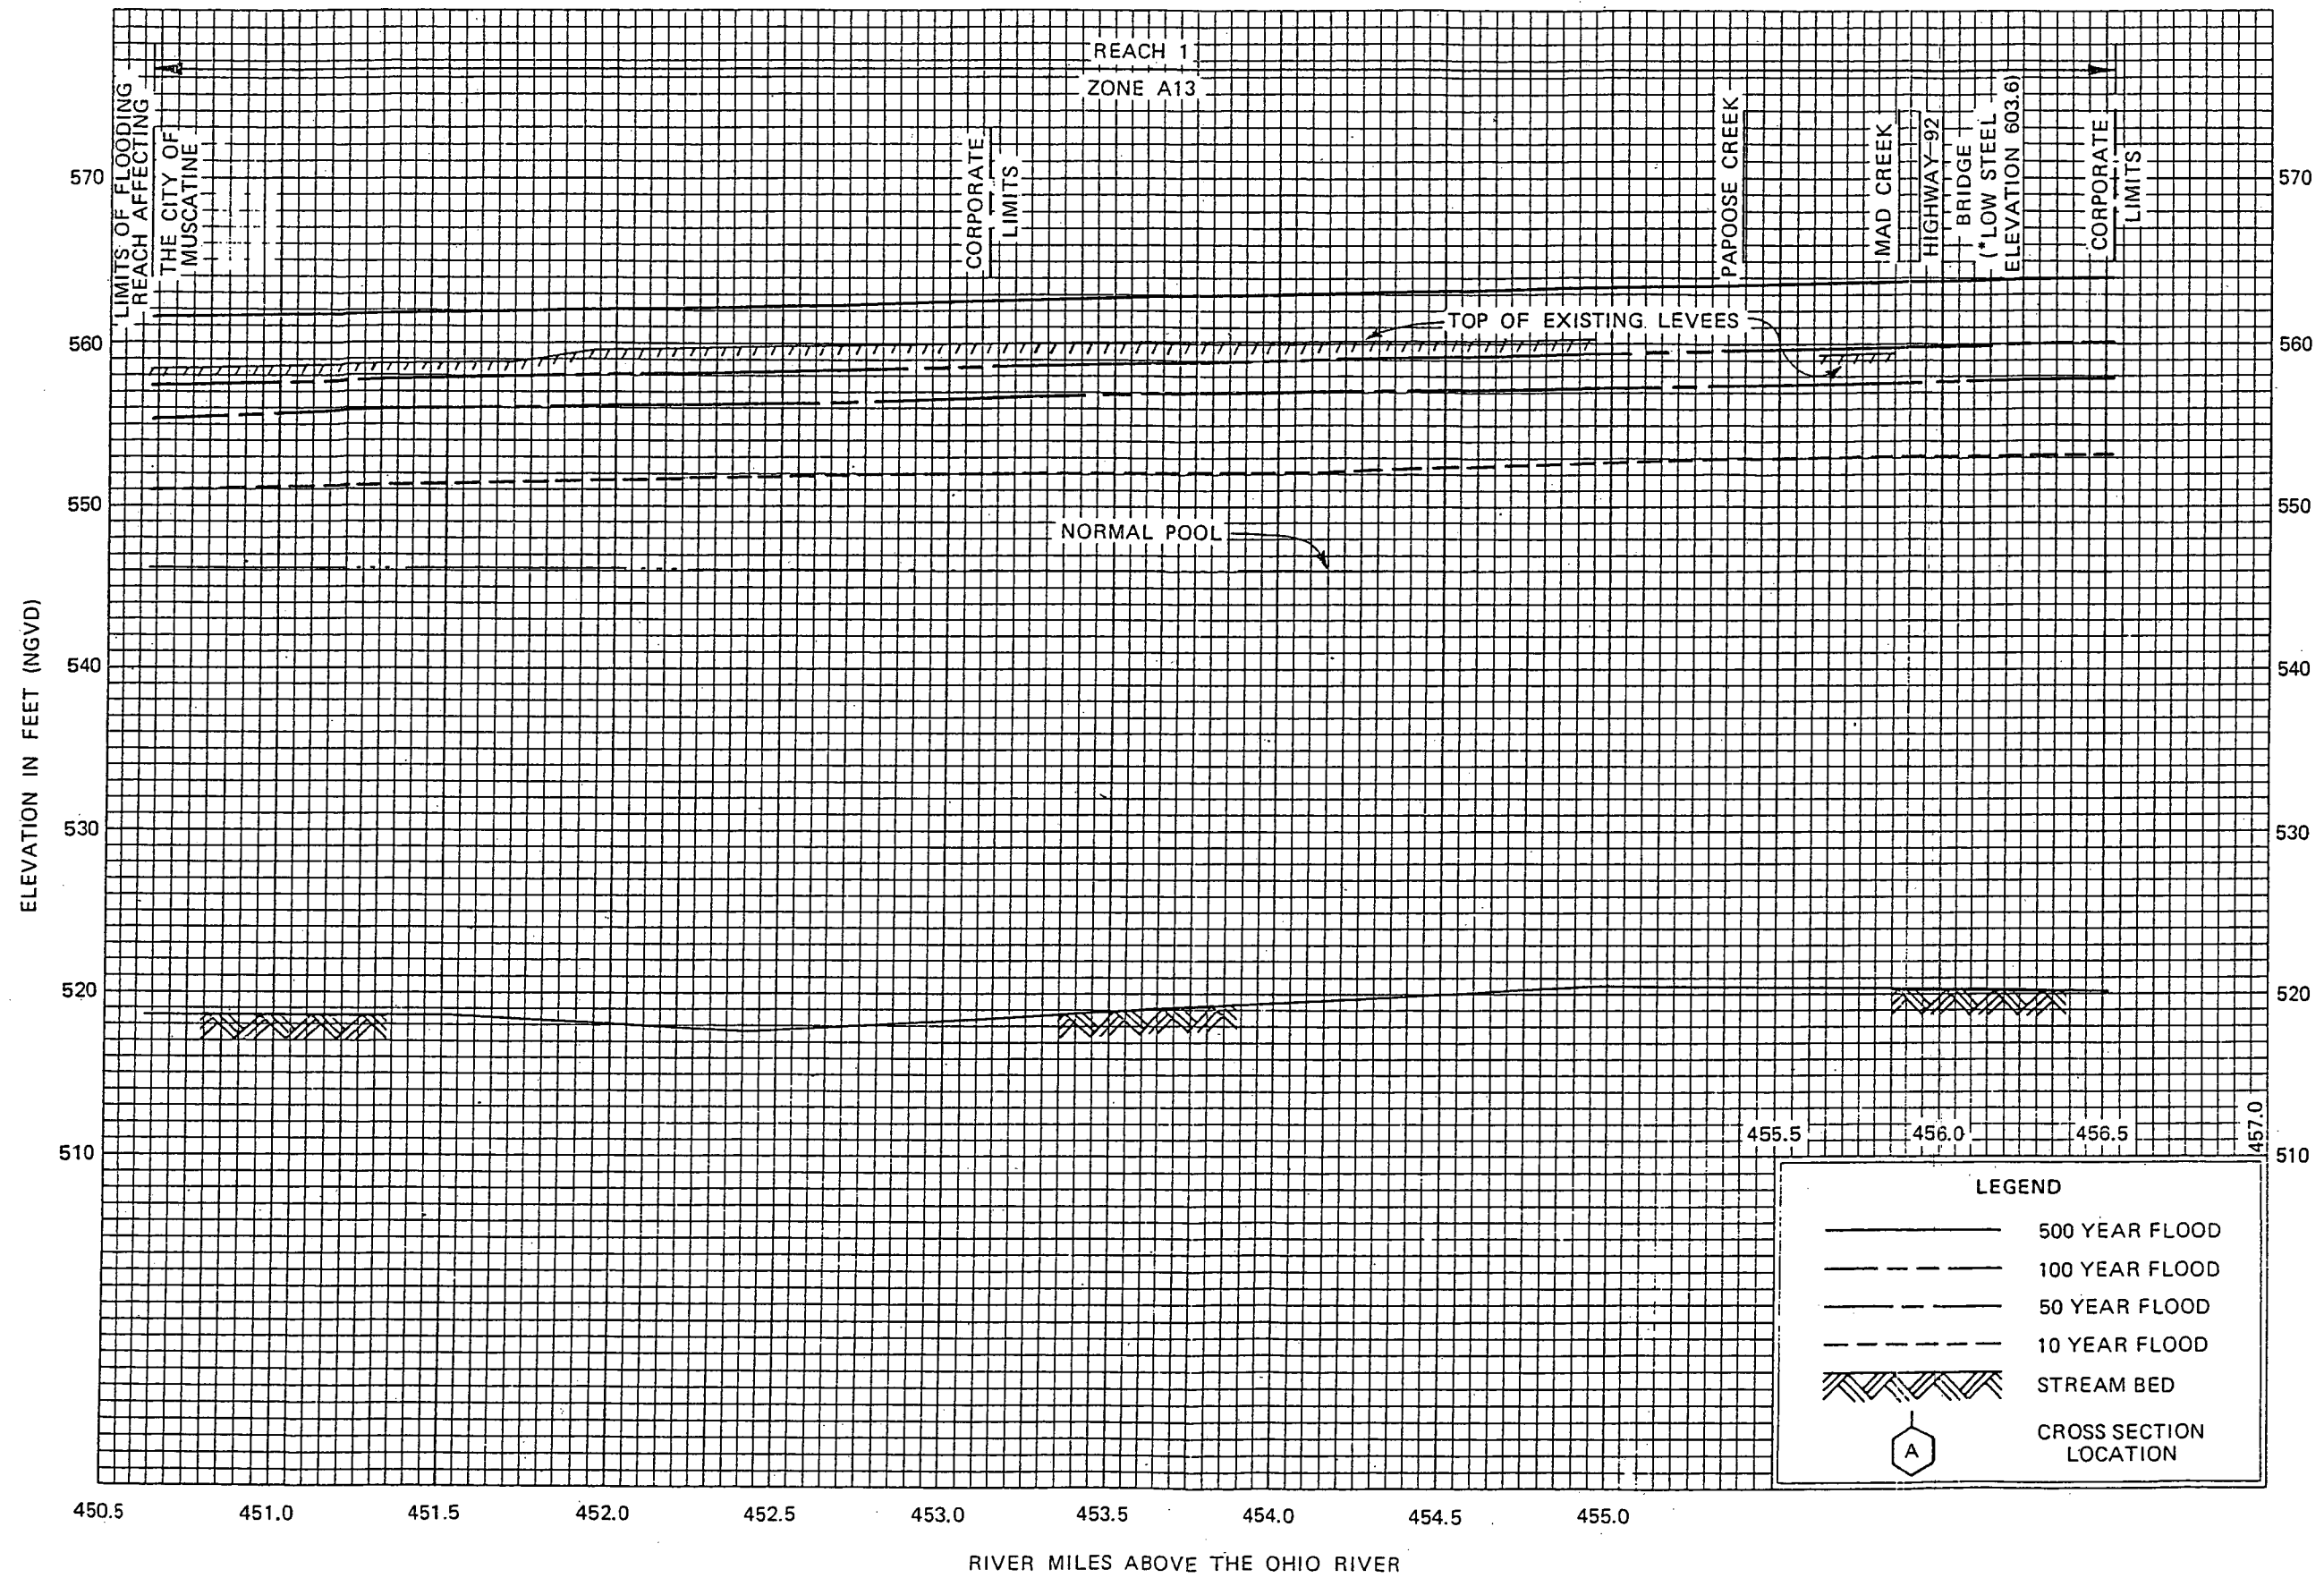 REACH 1
ZONE A13
LIMITS OF FLOODING
REACH AFFECTING
THE CITY OF
MUSCATINE
CORPORATE
LIMITS
PAPOOSE CREEK
MAD CREEK
HIGHWAY-92
BRIDGE
(*LOW STEEL
ELEVATION 603.6)
CORPORATE
LIMITS
TOP OF EXISTING LEVEES
NORMAL POOL
ELEVATION IN FEET (NGVD)
570
560
550
540
530
520
510
570
560
550
540
530
520
510
455.5 456.0 456.5 457.0
LEGEND
500 YEAR FLOOD
100 YEAR FLOOD
50 YEAR FLOOD
10 YEAR FLOOD
STREAM BED
A
CROSS SECTION
LOCATION
450.5 451.0 451.5 452.0 452.5 453.0 453.5 454.0 454.5 455.0
RIVER MILES ABOVE THE OHIO RIVER